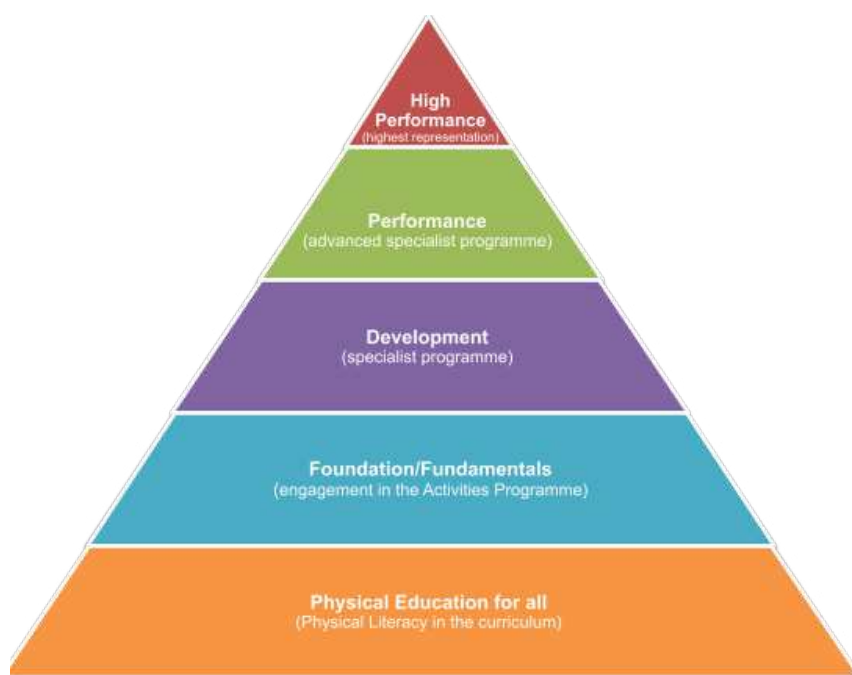 High
Performance
(highest representation)
Performance
(advanced specialist programme)
Development
(specialist programme)
Foundation/Fundamentals
(engagement in the Activities Programme)
Physical Education for all
(Physical Literacy in the curriculum)